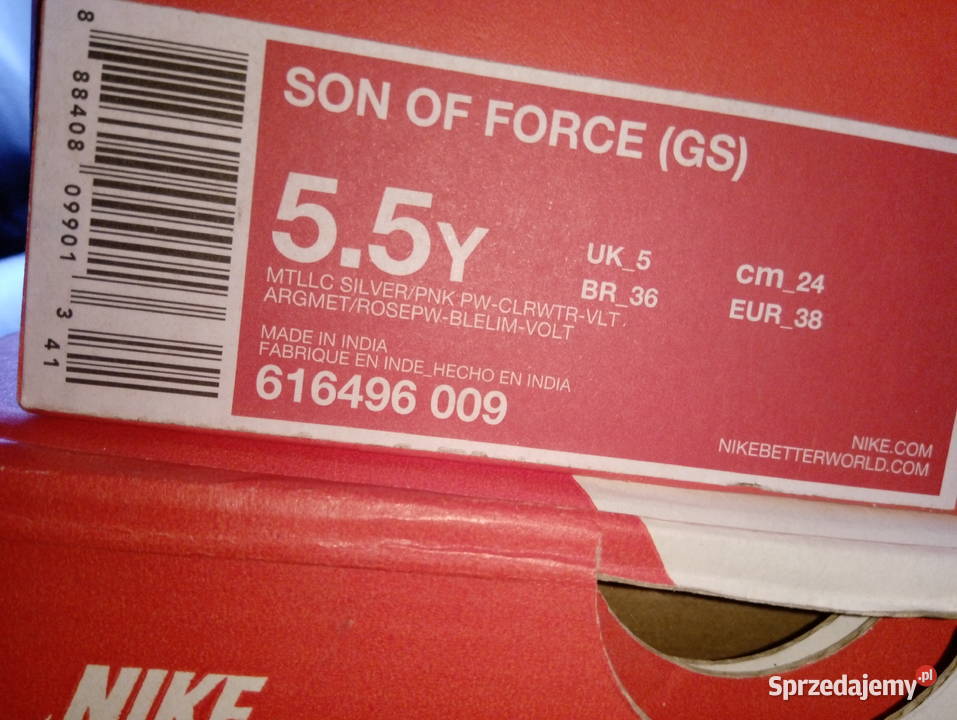 8 88408 09901 3 41
SON OF FORCE (GS)
5.5Y
UK_5
cm_24
BR_36
EUR_38
MTLLC SILVER/PNK PW-CLRWTR-VLT
ARGMET/ROSEPW-BLELIM-VOLT
MADE IN INDIA
FABRIQUE EN INDE_HECHO EN INDIA
616496 009
NIKE.COM
NIKEBETTERWORLD.COM
NIKE
Sprzedajemy.pl